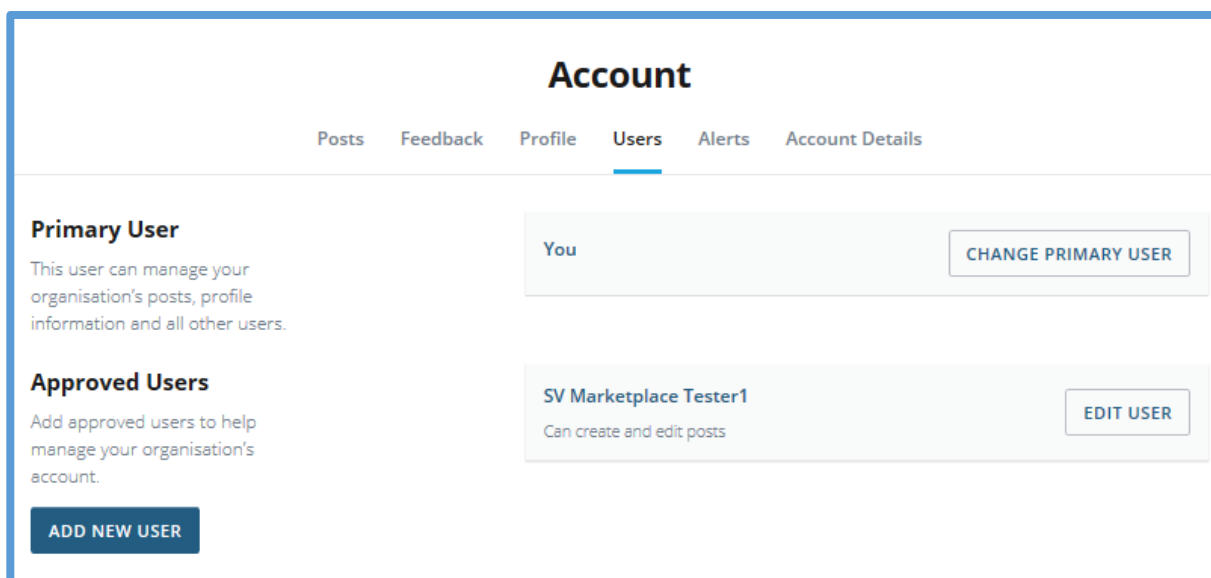 Account
Posts Feedback Profile Users Alerts Account Details
Primary User
This user can manage your
organisation's posts, profile
information and all other users.
You
CHANGE PRIMARY USER
Approved Users
Add approved users to help
manage your organisation's
account.
ADD NEW USER
SV Marketplace Tester1
Can create and edit posts
EDIT USER